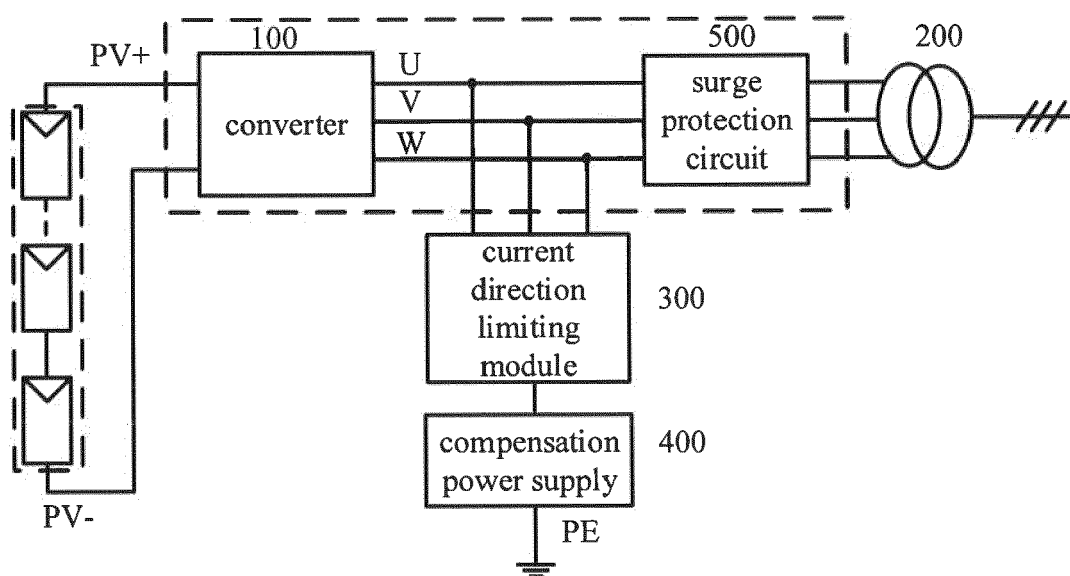 100
500
200
PV+
U
V
W
converter
surge
protection
circuit
current
direction
limiting
module
300
compensation
power supply
400
PV-
PE